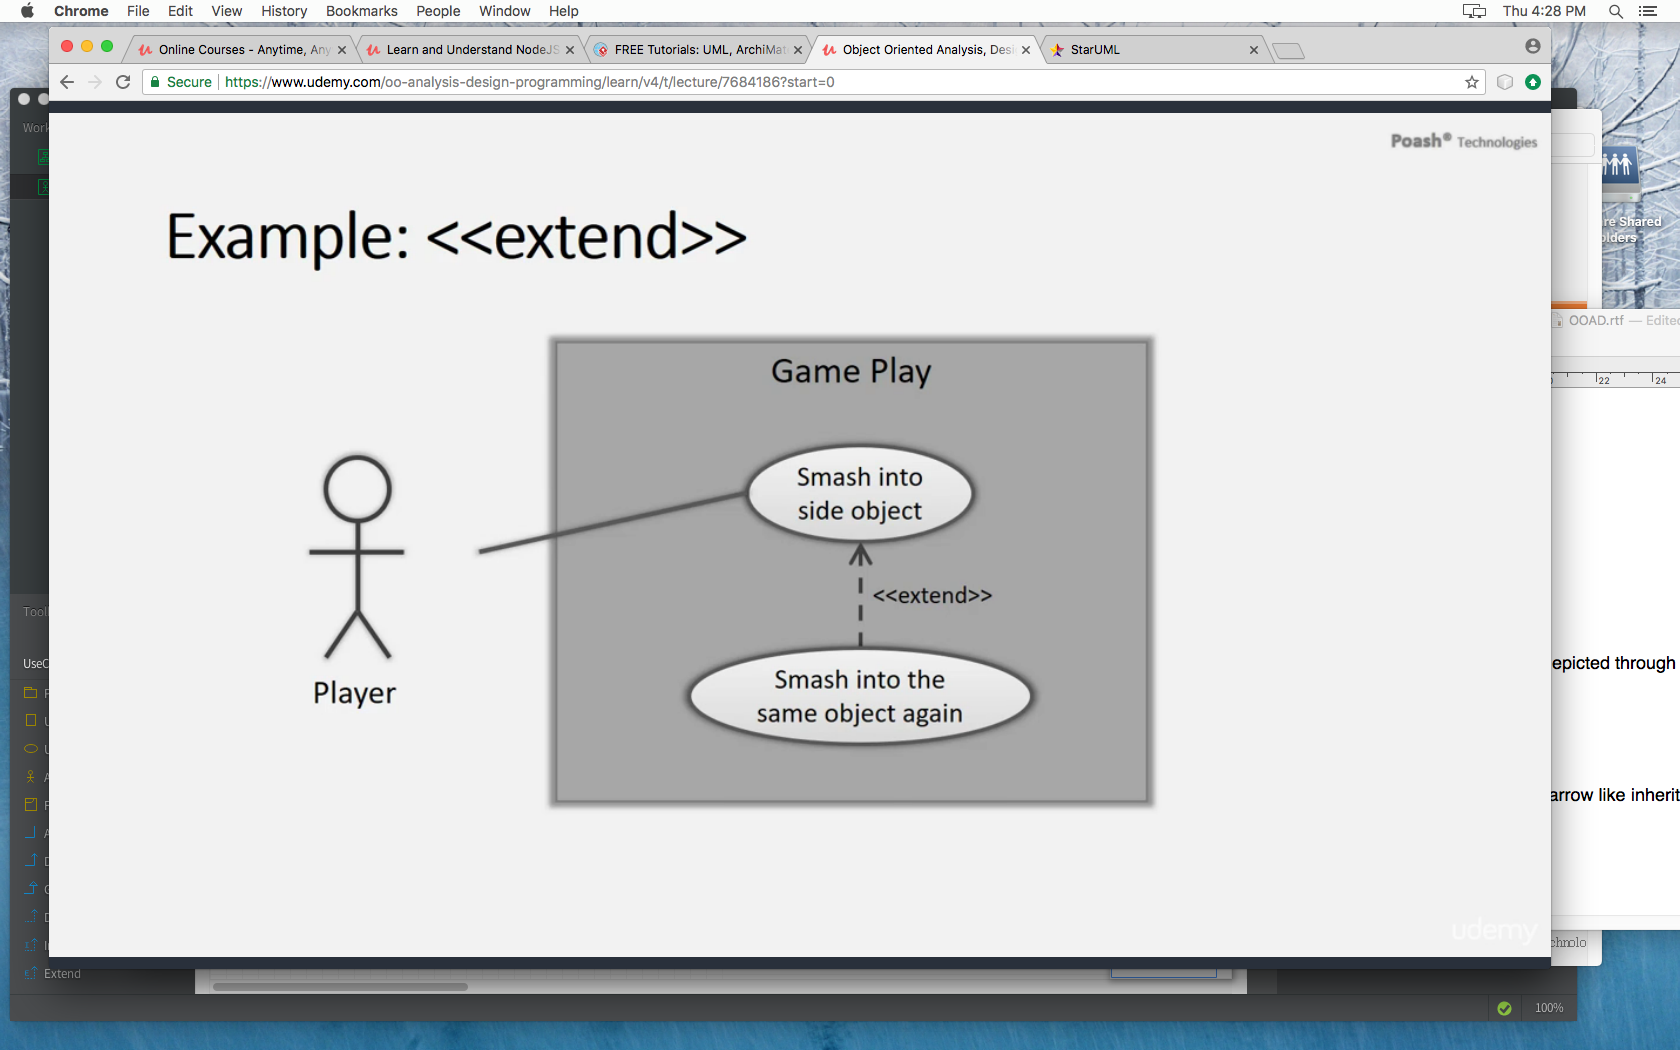 Chrome File Edit View History Bookmarks People Window Help Thu 4:28 PM
Online Courses - Anytime, Any
Learn and Understand NodeJS
FREE Tutorials: UML, ArchiMat
Object Oriented Analysis, Desi
StarUML
Secure https://www.udemy.com/oo-analysis-design-programming/learn/v4/t/lecture/7684186?start=0
Poash® Technologies
Example: <<extend>>
Game Play
Smash into
side object
<<extend>>
Smash into the
same object again
Player
udemy
Work
Tool
UseC
Extend
re Shared
lders
OOAD.rtf — Edited
22 24
epicted through
arrow like inherit
chnolo
100%